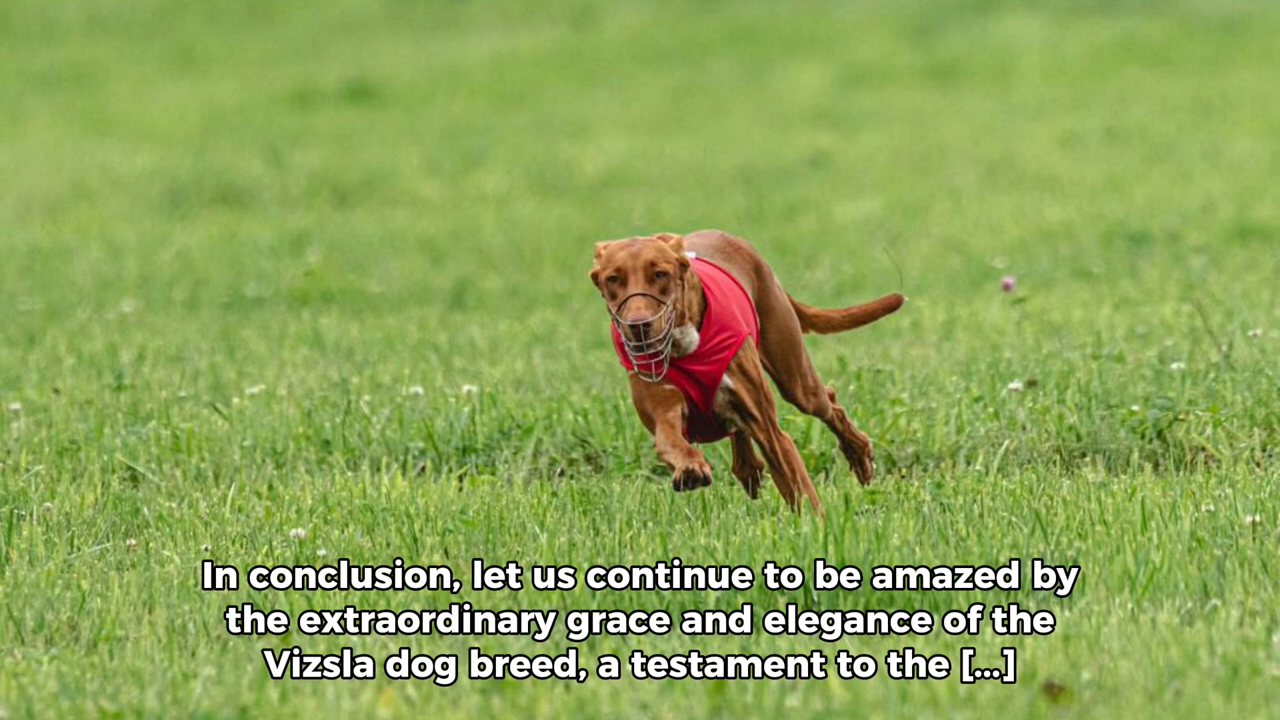 In conclusion, let us continue to be amazed by
the extraordinary grace and elegance of the
Vizsla dog breed, a testament to the [...]